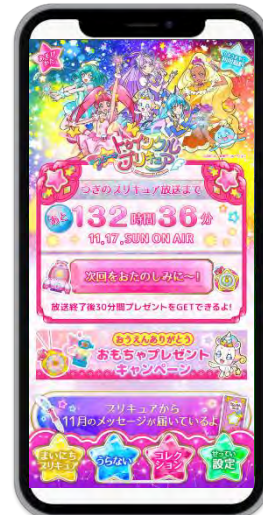 あそび
かた
トゥインクル
プリキュア
つぎのプリキュア放送まで
あと132時間36分
11.17.SUN ON AIR
次回をおたのしみに〜!
放送終了後30分間プレゼントをGETできるよ!
おうえんありがとう
おもちゃプレゼント
キャンペーン
プリキュアから
11月のメッセージが届いているよ
まいにち
プリキュア
うらない
コレク
ション
せってい
設定